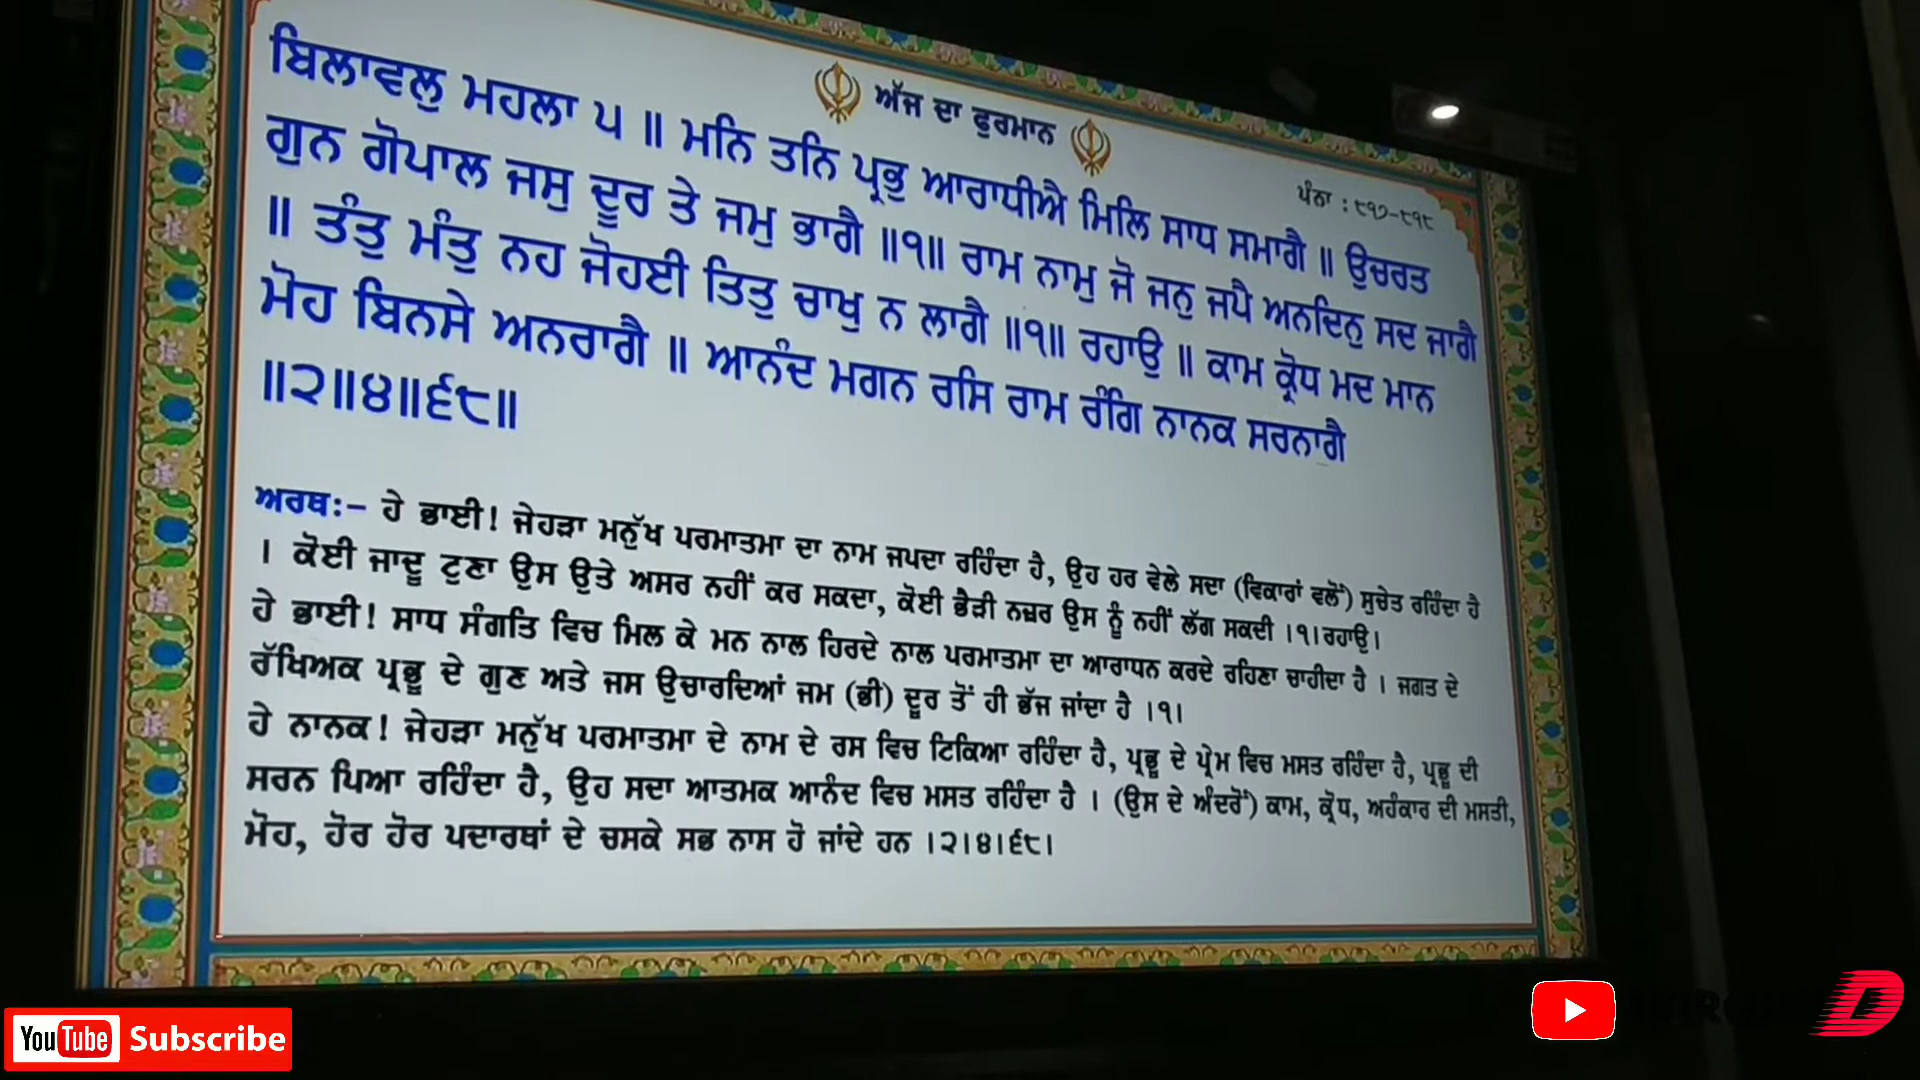 ਅੱਜ ਦਾ ਫੁਰਮਾਨ
ਪੰਨਾ : ੮੧੭-੮੧੮
ਬਿਲਾਵਲੁ ਮਹਲਾ ੫ ॥ ਮਨਿ ਤਨਿ ਪ੍ਰਭੁ ਆਰਾਧੀਐ ਮਿਲਿ ਸਾਧ ਸਮਾਗੈ ॥ ਉਚਰਤ
ਗੁਨ ਗੋਪਾਲ ਜਸੁ ਦੂਰ ਤੇ ਜਮੁ ਭਾਗੈ ॥੧॥ ਰਾਮ ਨਾਮੁ ਜੋ ਜਨੁ ਜਪੈ ਅਨਦਿਨੁ ਸਦ ਜਾਗੈ
॥ ਤੰਤੁ ਮੰਤੁ ਨਹ ਜੋਹਈ ਤਿਤੁ ਚਾਖੁ ਨ ਲਾਗੈ ॥੧॥ ਰਹਾਉ ॥ ਕਾਮ ਕ੍ਰੋਧ ਮਦ ਮਾਨ
ਮੋਹ ਬਿਨਸੇ ਅਨਰਾਗੈ ॥ ਆਨੰਦ ਮਗਨ ਰਸਿ ਰਾਮ ਰੰਗਿ ਨਾਨਕ ਸਰਨਾਗੈ
॥੨॥੪॥੬੮॥
ਅਰਥ:- ਹੇ ਭਾਈ! ਜੇਹੜਾ ਮਨੁੱਖ ਪਰਮਾਤਮਾ ਦਾ ਨਾਮ ਜਪਦਾ ਰਹਿੰਦਾ ਹੈ, ਉਹ ਹਰ ਵੇਲੇ ਸਦਾ (ਵਿਕਾਰਾਂ ਵਲੋਂ) ਸੁਚੇਤ ਰਹਿੰਦਾ ਹੈ
। ਕੋਈ ਜਾਦੂ ਟੁਣਾ ਉਸ ਉਤੇ ਅਸਰ ਨਹੀਂ ਕਰ ਸਕਦਾ, ਕੋਈ ਭੈੜੀ ਨਜ਼ਰ ਉਸ ਨੂੰ ਨਹੀਂ ਲੱਗ ਸਕਦੀ ।੧।ਰਹਾਉ।
ਹੇ ਭਾਈ! ਸਾਧ ਸੰਗਤਿ ਵਿਚ ਮਿਲ ਕੇ ਮਨ ਨਾਲ ਹਿਰਦੇ ਨਾਲ ਪਰਮਾਤਮਾ ਦਾ ਆਰਾਧਨ ਕਰਦੇ ਰਹਿਣਾ ਚਾਹੀਦਾ ਹੈ । ਜਗਤ ਦੇ
ਰੱਖਿਅਕ ਪ੍ਰਭੂ ਦੇ ਗੁਣ ਅਤੇ ਜਸ ਉਚਾਰਦਿਆਂ ਜਮ (ਭੀ) ਦੂਰ ਤੋਂ ਹੀ ਭੱਜ ਜਾਂਦਾ ਹੈ ।੧।
ਹੇ ਨਾਨਕ! ਜੇਹੜਾ ਮਨੁੱਖ ਪਰਮਾਤਮਾ ਦੇ ਨਾਮ ਦੇ ਰਸ ਵਿਚ ਟਿਕਿਆ ਰਹਿੰਦਾ ਹੈ, ਪ੍ਰਭੂ ਦੇ ਪ੍ਰੇਮ ਵਿਚ ਮਸਤ ਰਹਿੰਦਾ ਹੈ, ਪ੍ਰਭੂ ਦੀ
ਸਰਨ ਪਿਆ ਰਹਿੰਦਾ ਹੈ, ਉਹ ਸਦਾ ਆਤਮਕ ਆਨੰਦ ਵਿਚ ਮਸਤ ਰਹਿੰਦਾ ਹੈ । (ਉਸ ਦੇ ਅੰਦਰੋਂ) ਕਾਮ, ਕ੍ਰੋਧ, ਅਹੰਕਾਰ ਦੀ ਮਸਤੀ,
ਮੋਹ, ਹੋਰ ਹੋਰ ਪਦਾਰਥਾਂ ਦੇ ਚਸਕੇ ਸਭ ਨਾਸ ਹੋ ਜਾਂਦੇ ਹਨ ।੨।੪।੬੮।
YouTube Subscribe